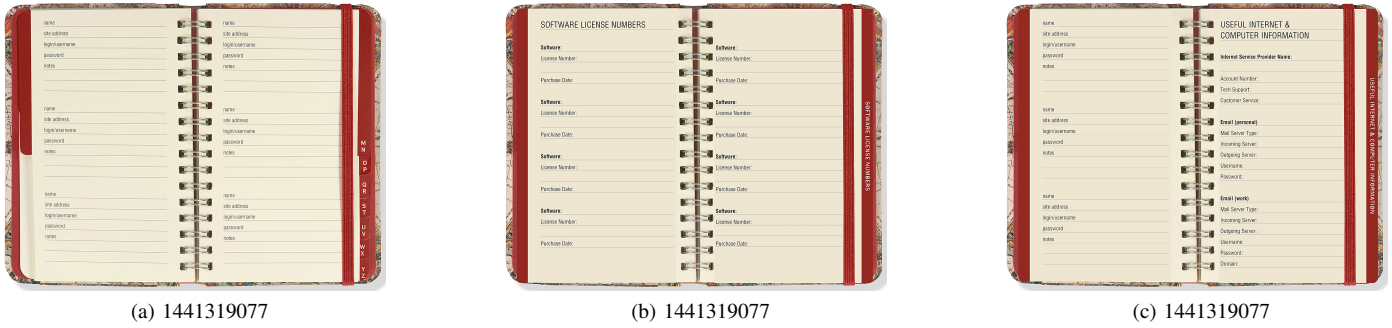 name
site address
login/username
password
notes
name
site address
login/username
password
notes
name
site address
login/username
password
notes
name
site address
login/username
password
notes
name
site address
login/username
password
notes
name
site address
login/username
password
notes
M
N
O
P
Q
R
S
T
U V
W
X
Y
Z
(a) 1441319077
SOFTWARE LICENSE NUMBERS
Software:
License Number:
Purchase Date:
Software:
License Number:
Purchase Date:
Software:
License Number:
Purchase Date:
Software:
License Number:
Purchase Date:
Software:
License Number:
Purchase Date:
Software:
License Number:
Purchase Date:
Software:
License Number:
Purchase Date:
Software:
License Number:
Purchase Date:
SOFTWARE LICENSE NUMBERS
(b) 1441319077
name
site address
login/username
password
notes
name
site address
login/username
password
notes
name
site address
login/username
password
notes
USEFUL INTERNET &
COMPUTER INFORMATION
Internet Service Provider Name:
Account Number:
Tech Support:
Customer Service:
Email (personal)
Mail Server Type:
Incoming Server:
Outgoing Server:
Username:
Password:
Email (work)
Mail Server Type:
Incoming Server:
Outgoing Server:
Username:
Password:
Domain:
USEFUL INTERNET & COMPUTER INFORMATION
(c) 1441319077